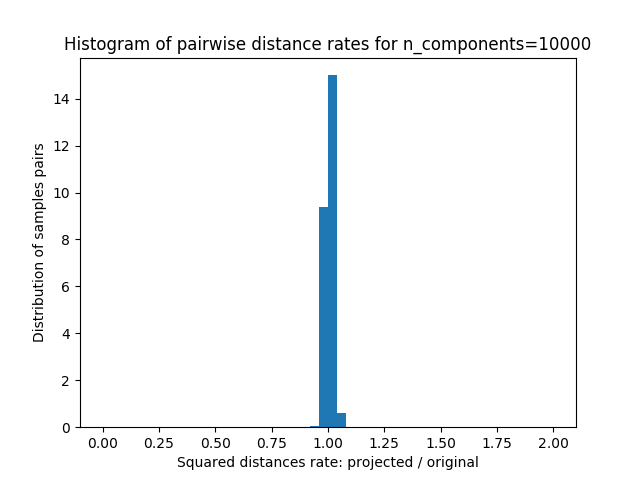 Histogram of pairwise distance rates for n_components=10000
Distribution of samples pairs
14
12
10
8
6
4
2
0
0.00 0.25 0.50 0.75 1.00 1.25 1.50 1.75 2.00
Squared distances rate: projected / original